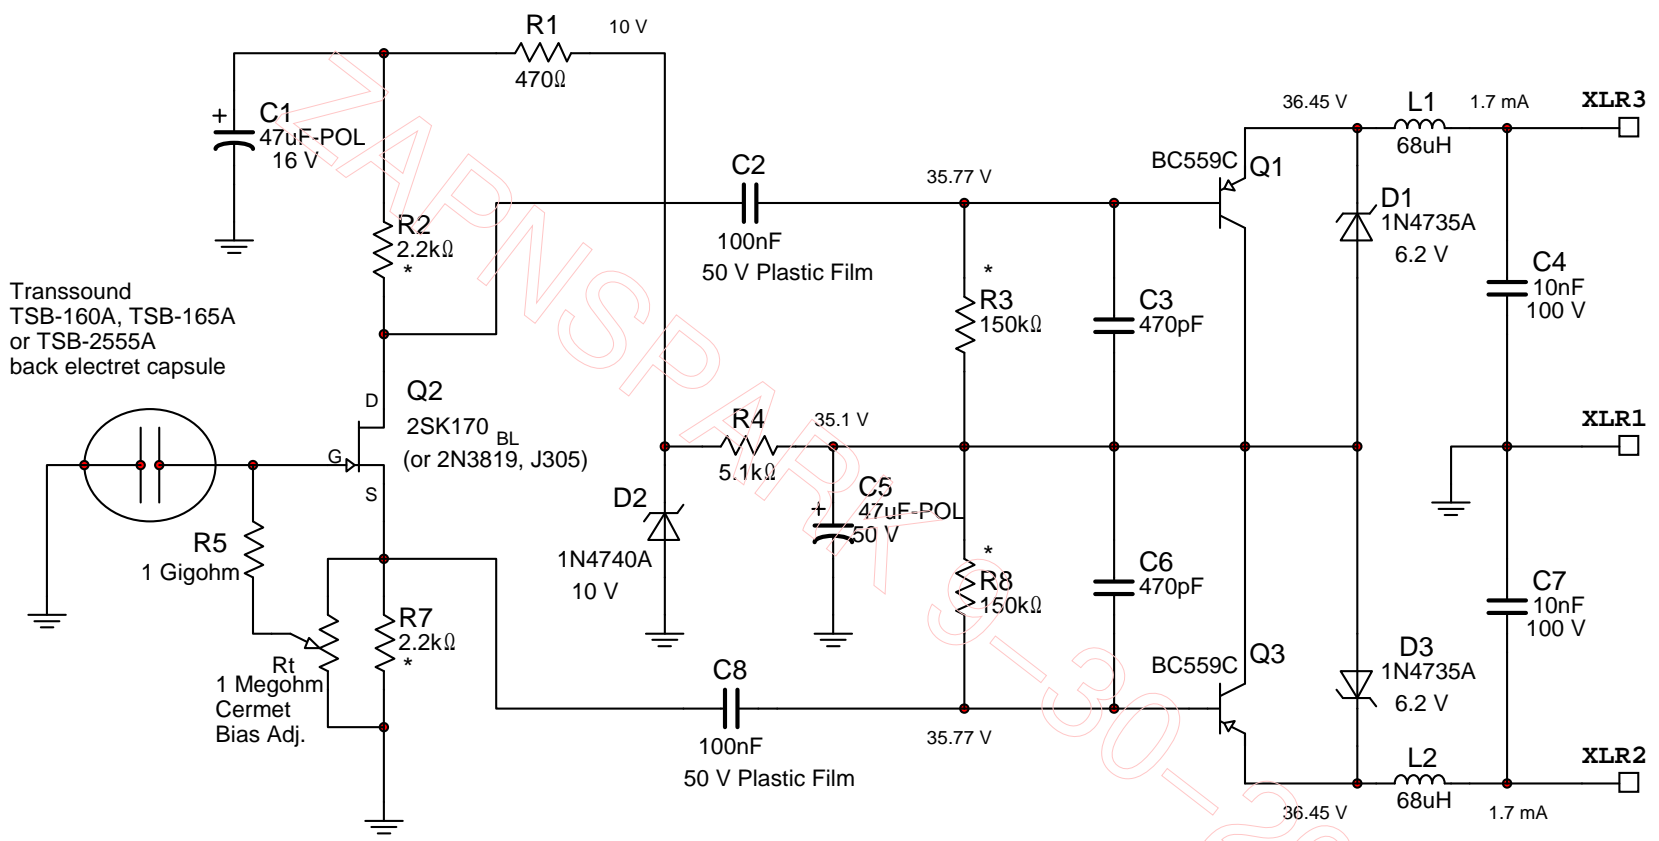 R1
10 V
470Ω
+
C1
47uF-POL
16 V
R2
2.2kΩ
*
Transsound
TSB-160A, TSB-165A
or TSB-2555A
back electret capsule
D
Q2
2SK170 BL
(or 2N3819, J305)
G
S
R5
1 Gigohm
Rt
1 Megohm
Cermet
Bias Adj.
R7
2.2kΩ
*
C2
100nF
50 V Plastic Film
35.77 V
*
R3
150kΩ
C3
470pF
R4
5.1kΩ
35.1 V
D2
1N4740A
10 V
+
C5
47uF-POL
50 V
*
R8
150kΩ
C6
470pF
C8
100nF
50 V Plastic Film
35.77 V
BC559C
Q1
36.45 V
L1
68uH
1.7 mA
XLR3
D1
1N4735A
6.2 V
C4
10nF
100 V
XLR1
C7
10nF
100 V
BC559C
Q3
D3
1N4735A
6.2 V
L2
68uH
36.45 V
1.7 mA
XLR2